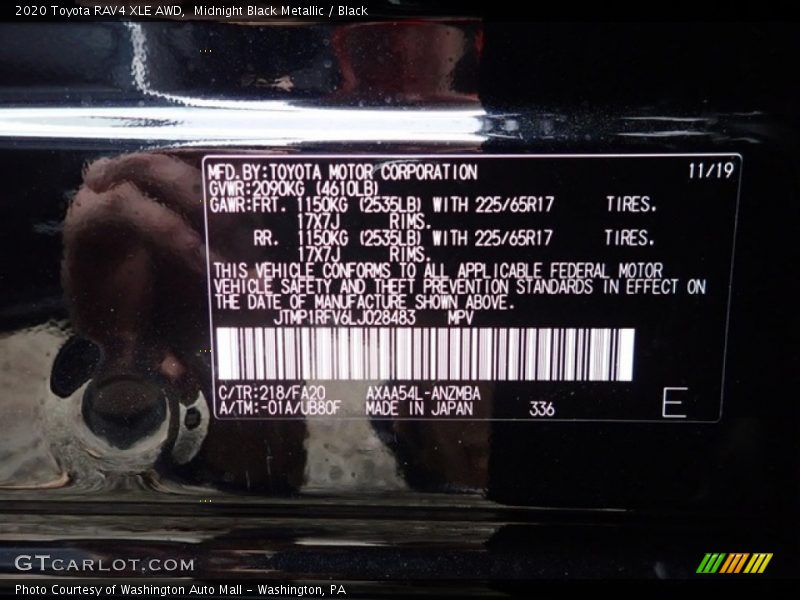 2020 Toyota RAV4 XLE AWD,  Midnight Black Metallic / Black
MFD.BY:TOYOTA MOTOR CORPORATION 11/19
GVWR:2090KG (4610LB)
GAWR:FRT. 1150KG (2535LB) WITH 225/65R17 TIRES.
17X7J RIMS.
RR. 1150KG (2535LB) WITH 225/65R17 TIRES.
17X7J RIMS.
THIS VEHICLE CONFORMS TO ALL APPLICABLE FEDERAL MOTOR
VEHICLE SAFETY AND THEFT PREVENTION STANDARDS IN EFFECT ON
THE DATE OF MANUFACTURE SHOWN ABOVE.
JTMP1RFV6LJ028483 MPV
C/TR:218/FA20 AXAA54L-ANZMBA
A/TM:-01A/UB80F MADE IN JAPAN 336 E
GTCARLOT.COM
Photo Courtesy of Washington Auto Mall - Washington, PA